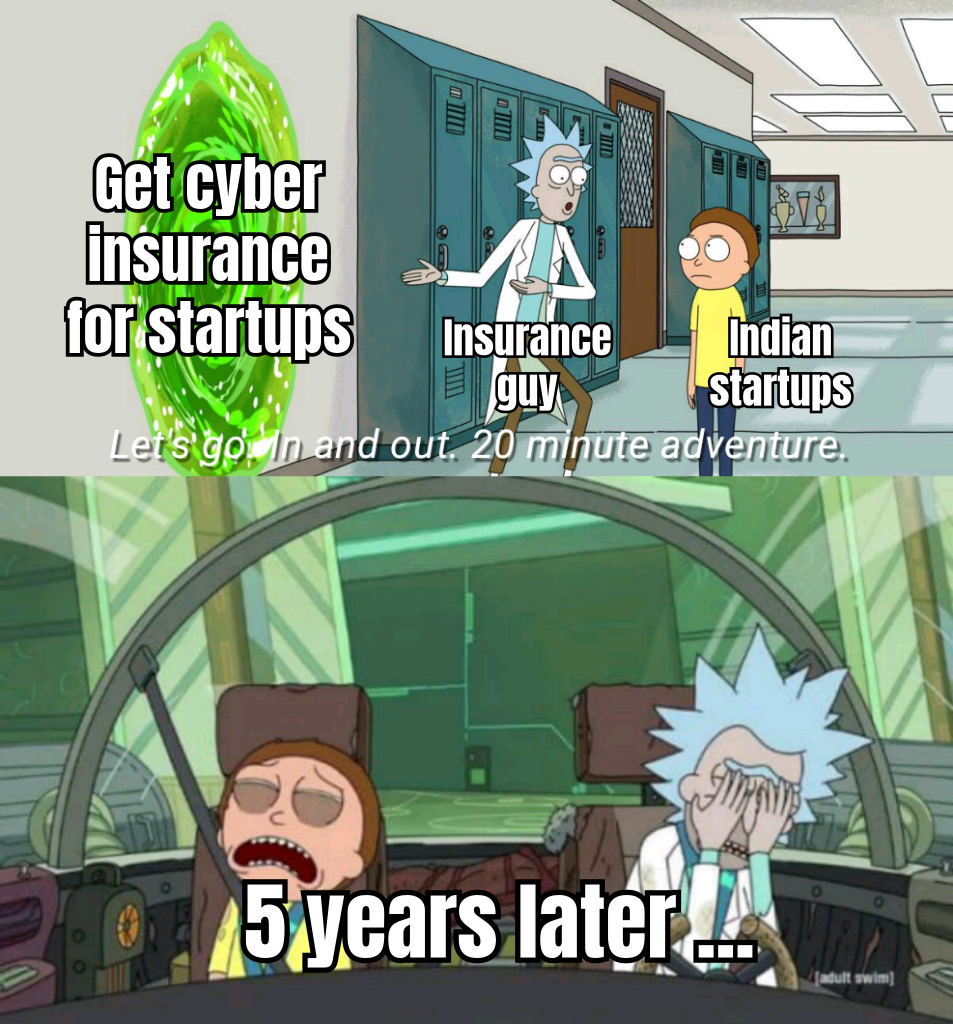 Get cyber
insurance
for startups
Insurance
guy
Indian
startups
Let's go. In and out. 20 minute adventure.
5 years later ...
[adult swim]